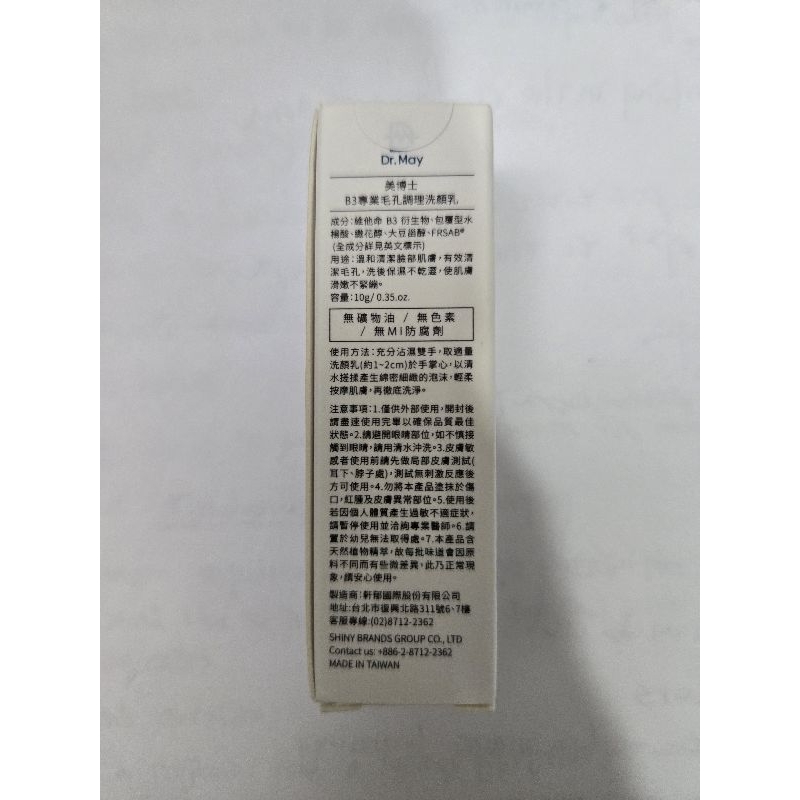 Dr. May
美博士
B3專業毛孔調理洗顏乳
成分:維他命 B3 衍生物、包覆型水
楊酸、繖花醇、大豆甾醇、FRSAB®
(全成分詳見英文標示)
用途:溫和清潔臉部肌膚,有效清
潔毛孔,洗後保濕不乾澀,使肌膚
滑嫩不緊繃。
容量:10g/ 0.35.oz.
無礦物油 / 無色素
/ 無MI防腐劑
使用方法:充分沾濕雙手,取適量
洗顏乳(約1~2cm)於手掌心,以清
水搓揉產生綿密細緻的泡沫,輕柔
按摩肌膚,再徹底洗淨。
注意事項:1.僅供外部使用,開封後
請盡速使用完畢以確保品質最佳
狀態。2.請避開眼睛部位,如不慎接
觸到眼睛,請用清水沖洗。3.皮膚敏
感者使用前請先做局部皮膚測試(
耳下、脖子處),測試無刺激反應後
方可使用。4.勿將本產品塗抹於傷
口,紅腫及皮膚異常部位。5.使用後
若因個人體質產生過敏不適症狀,
請暫停使用並洽詢專業醫師。6.請
置於幼兒無法取得處。7.本產品含
天然植物精萃,故每批味道會因原
料不同而有些微差異,此乃正常現
象,請安心使用。
製造商:軒郁國際股份有限公司
地址:台北市復興北路311號6、7樓
客服專線:(02)8712-2362
SHINY BRANDS GROUP CO., LTD
Contact us: +886-2-8712-2362
MADE IN TAIWAN